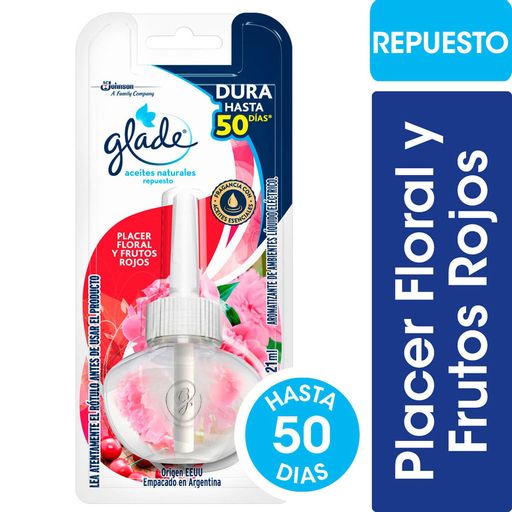 SC Johnson
A Family Company
glade
aceites naturales
repuesto
DURA
HASTA
50 DÍAS*
FRAGANCIA CON
ACEITES ESENCIALES
PLACER
FLORAL
Y FRUTOS
ROJOS
LEA ATENTAMENTE EL RÓTULO ANTES DE USAR EL PRODUCTO
AROMATIZANTE DE AMBIENTES LÍQUIDO ELÉCTRICO.
21ml
Origen EEUU
Empacado en Argentina
HASTA
50
DIAS
REPUESTO
Placer Floral y
Frutos Rojos